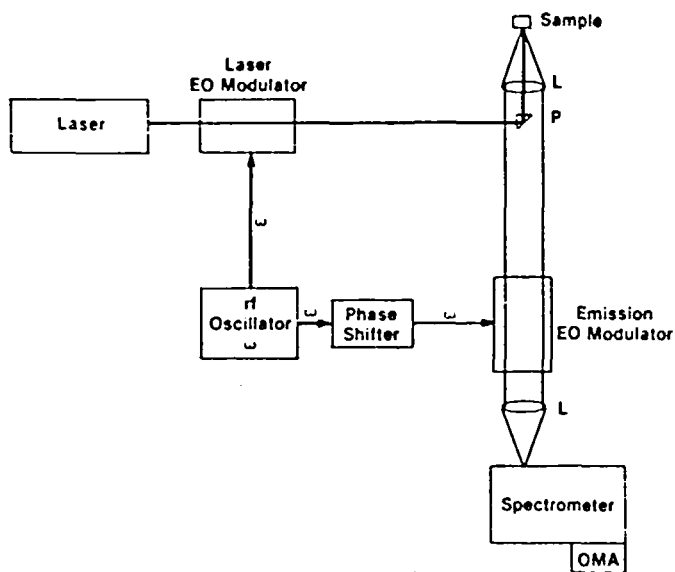 Sample
L
Laser
EO Modulator
Laser
P
ω
rf
Oscillator
ω
ω
Phase
Shifter
ω
Emission
EO Modulator
L
Spectrometer
OMA